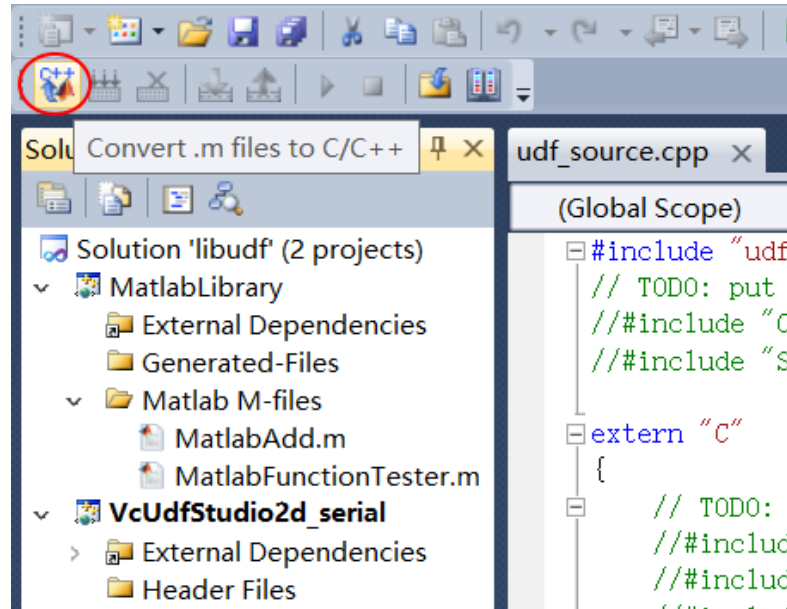 C++
Convert .m files to C/C++
Solu
udf_source.cpp
(Global Scope)
Solution 'libudf' (2 projects)
MatlabLibrary
External Dependencies
Generated-Files
Matlab M-files
MatlabAdd.m
MatlabFunctionTester.m
VcUdfStudio2d_serial
External Dependencies
Header Files
#include "udf
// TODO: put
//#include "C
//#include "S
extern "C"
{
// TODO:
//#includ
//#includ